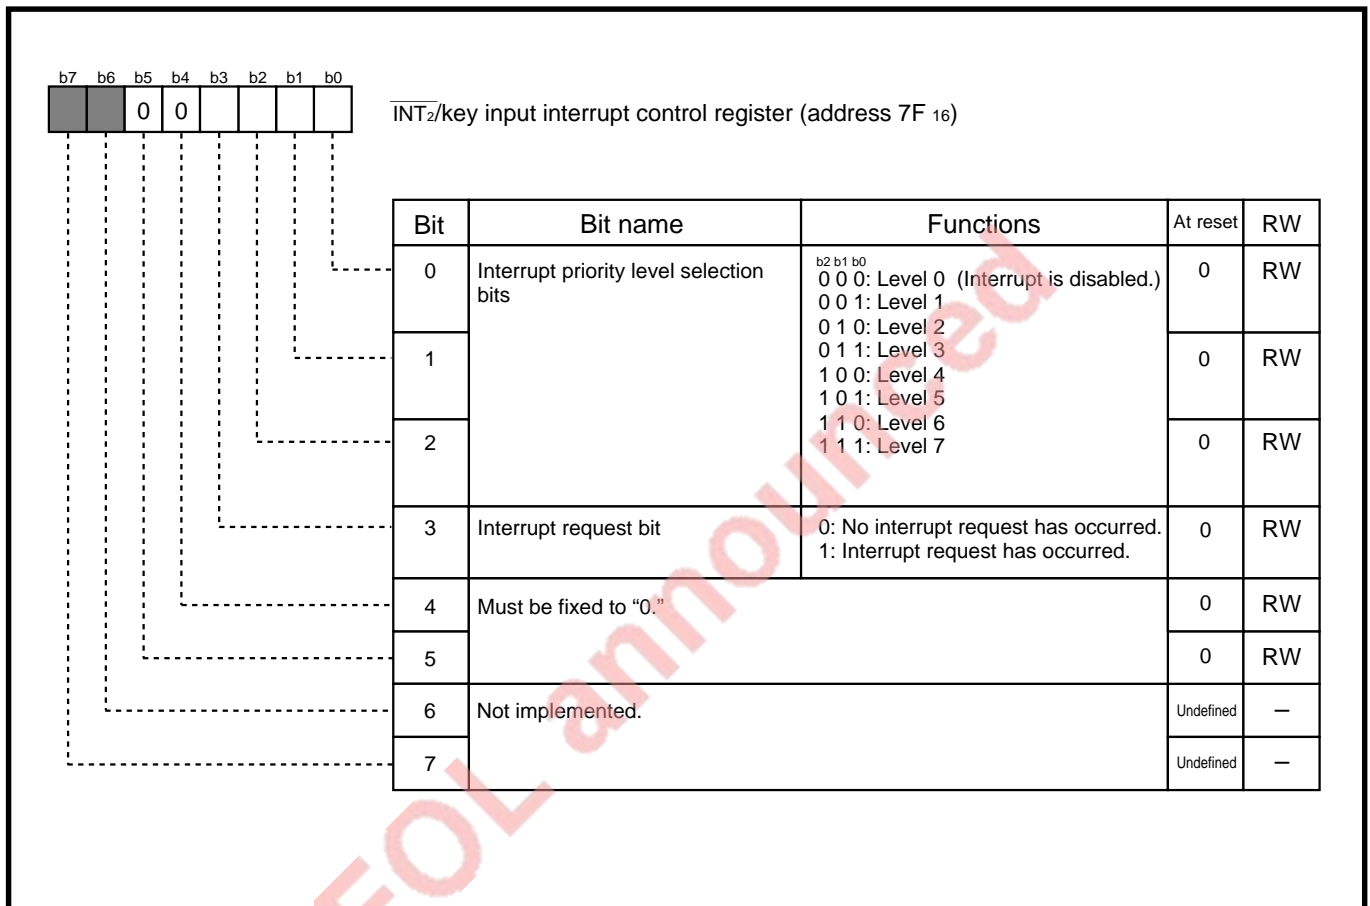 b7 b6 b5 b4 b3 b2 b1 b0
0 0
INT2/key input interrupt control register (address 7F 16)
Bit Bit name Functions At reset RW
0 Interrupt priority level selection bits
b2 b1 b0
0 0 0: Level 0 (Interrupt is disabled.)
0 0 1: Level 1
0 1 0: Level 2
0 1 1: Level 3
1 0 0: Level 4
1 0 1: Level 5
1 1 0: Level 6
1 1 1: Level 7
0 RW
1 0 RW
2 0 RW
3 Interrupt request bit
0: No interrupt request has occurred.
1: Interrupt request has occurred.
0 RW
4 Must be fixed to “0.” 0 RW
5 0 RW
6 Not implemented. Undefined –
7 Undefined –
EOL announced